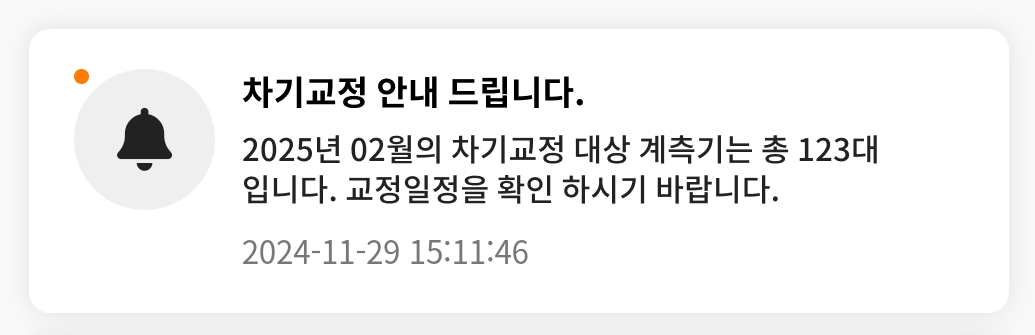 차기교정 안내 드립니다.
2025년 02월의 차기교정 대상 계측기는 총 123대
입니다. 교정일정을 확인 하시기 바랍니다.
2024-11-29 15:11:46